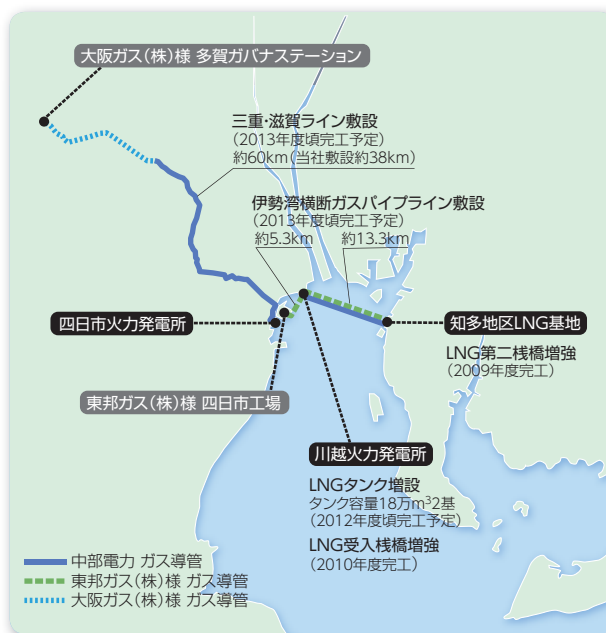 大阪ガス(株)様 多賀ガバナステーション
三重・滋賀ライン敷設
(2013年度頃完工予定)
約60km(当社敷設約38km)
伊勢湾横断ガスパイプライン敷設
(2013年度頃完工予定)
約5.3km 約13.3km
四日市火力発電所
知多地区LNG基地
LNG第二桟橋増強
(2009年度完工)
東邦ガス(株)様 四日市工場
川越火力発電所
LNGタンク増設
タンク容量18万m³2基
(2012年度頃完工予定)
LNG受入桟橋増強
(2010年度完工)
中部電力 ガス導管
東邦ガス(株)様 ガス導管
大阪ガス(株)様 ガス導管